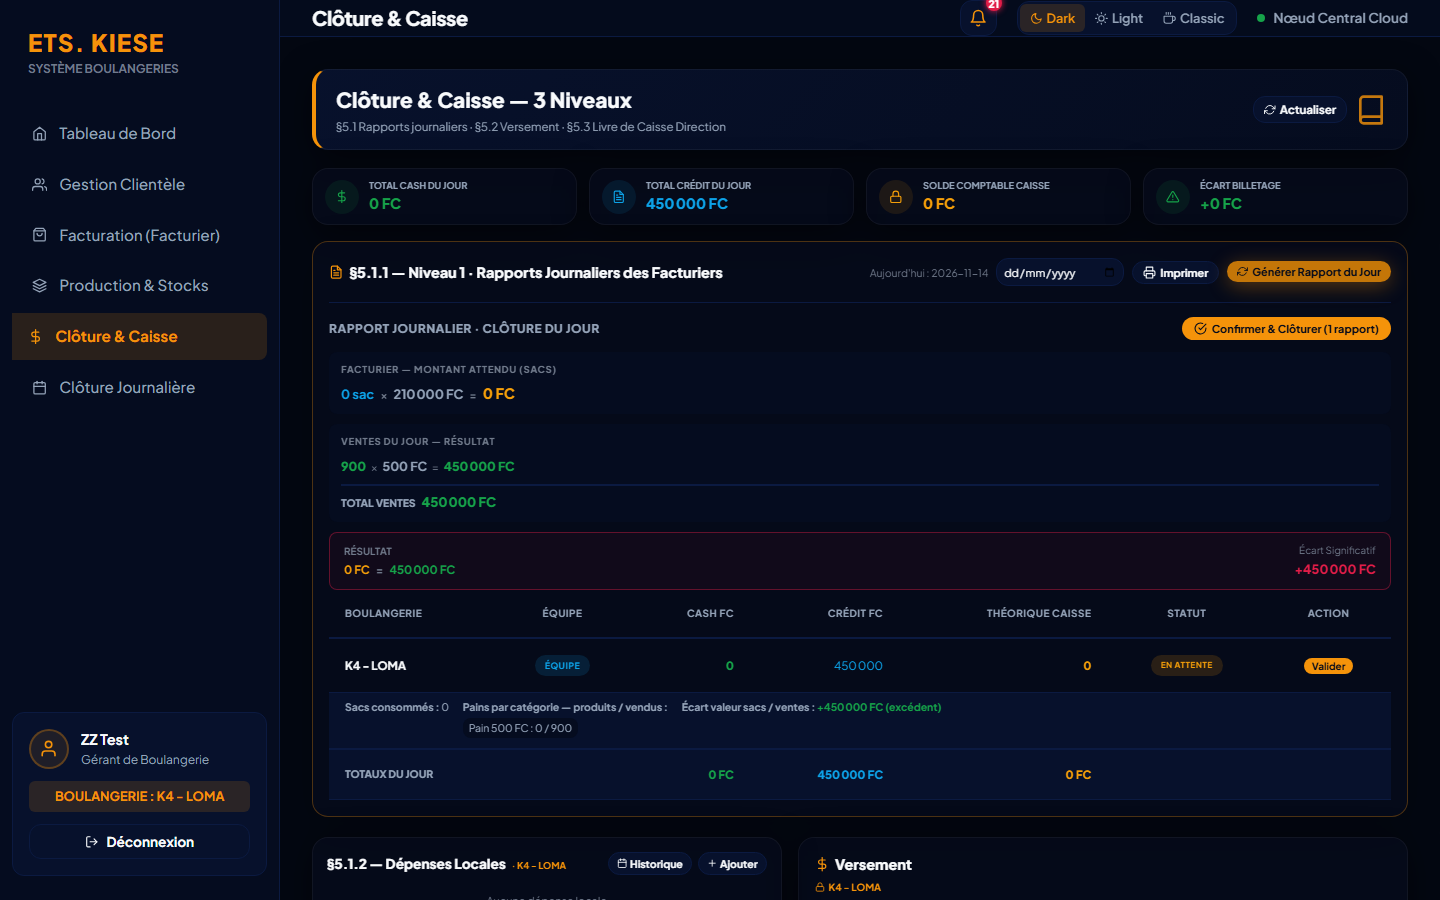 ETS. KIESE
SYSTÈME BOULANGERIES
Tableau de Bord
Gestion Clientèle
Facturation (Facturier)
Production & Stocks
Clôture & Caisse
Clôture Journalière
ZZ Test
Gérant de Boulangerie
BOULANGERIE : K4 - LOMA
Déconnexion
Clôture & Caisse
21
Dark
Light
Classic
Nœud Central Cloud
Clôture & Caisse — 3 Niveaux
§5.1 Rapports journaliers · §5.2 Versement · §5.3 Livre de Caisse Direction
Actualiser
TOTAL CASH DU JOUR
0 FC
TOTAL CRÉDIT DU JOUR
450 000 FC
SOLDE COMPTABLE CAISSE
0 FC
ÉCART BILLETAGE
+0 FC
§5.1.1 — Niveau 1 · Rapports Journaliers des Facturiers
Aujourd'hui : 2026-11-14
dd/mm/yyyy
Imprimer
Générer Rapport du Jour
RAPPORT JOURNALIER · CLÔTURE DU JOUR
Confirmer & Clôturer (1 rapport)
FACTURIER — MONTANT ATTENDU (SACS)
0 sac × 210 000 FC = 0 FC
VENTES DU JOUR — RÉSULTAT
900 × 500 FC = 450 000 FC
TOTAL VENTES 450 000 FC
RÉSULTAT
0 FC = 450 000 FC
Écart Significatif
+450 000 FC
BOULANGERIE ÉQUIPE CASH FC CRÉDIT FC THÉORIQUE CAISSE STATUT ACTION
K4 - LOMA ÉQUIPE 0 450 000 0 EN ATTENTE Valider
Sacs consommés : 0 Pains par catégorie — produits / vendus : Écart valeur sacs / ventes : +450 000 FC (excédent)
Pain 500 FC : 0 / 900
TOTAUX DU JOUR 0 FC 450 000 FC 0 FC
§5.1.2 — Dépenses Locales · K4 - LOMA
Historique
Ajouter
Aucune dépense locale
Versement
K4 - LOMA